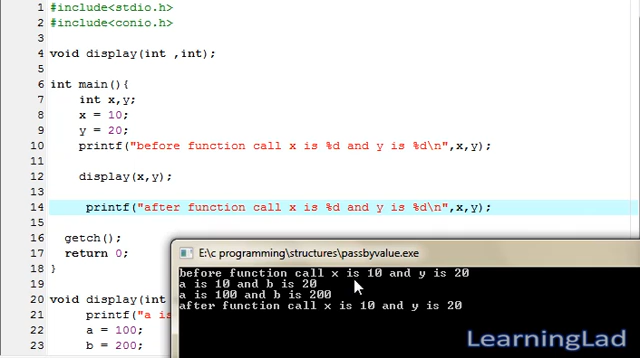 1 #include<stdio.h>
2 #include<conio.h>
3
4 void display(int ,int);
5
6 int main(){
7 int x,y;
8 x = 10;
9 y = 20;
10 printf("before function call x is %d and y is %d\n",x,y);
11
12 display(x,y);
13
14 printf("after function call x is %d and y is %d\n",x,y);
15
16 getch();
17 return 0;
18 }
19
20 void display(int
21 printf("a is
22 a = 100;
23 b = 200;
E:\c programming\structures\passbyvalue.exe
before function call x is 10 and y is 20
a is 10 and b is 20
a is 100 and b is 200
after function call x is 10 and y is 20
LearningLad